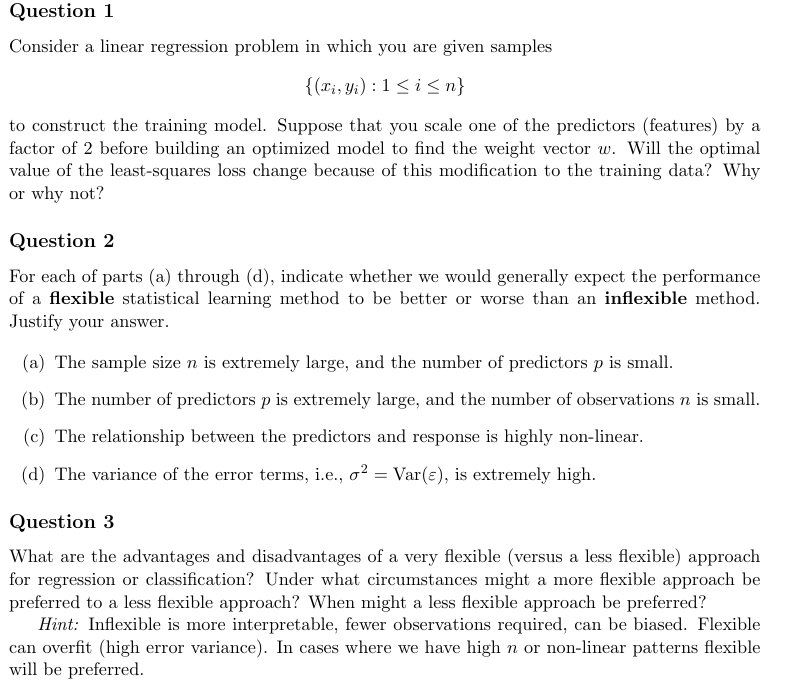 Question 1
Consider a linear regression problem in which you are given samples
{(xᵢ, yᵢ) : 1 ≤ i ≤ n}
to construct the training model. Suppose that you scale one of the predictors (features) by a
factor of 2 before building an optimized model to find the weight vector w. Will the optimal
value of the least-squares loss change because of this modification to the training data? Why
or why not?
Question 2
For each of parts (a) through (d), indicate whether we would generally expect the performance
of a flexible statistical learning method to be better or worse than an inflexible method.
Justify your answer.
(a) The sample size n is extremely large, and the number of predictors p is small.
(b) The number of predictors p is extremely large, and the number of observations n is small.
(c) The relationship between the predictors and response is highly non-linear.
(d) The variance of the error terms, i.e., σ² = Var(ε), is extremely high.
Question 3
What are the advantages and disadvantages of a very flexible (versus a less flexible) approach
for regression or classification? Under what circumstances might a more flexible approach be
preferred to a less flexible approach? When might a less flexible approach be preferred?
Hint: Inflexible is more interpretable, fewer observations required, can be biased. Flexible
can overfit (high error variance). In cases where we have high n or non-linear patterns flexible
will be preferred.